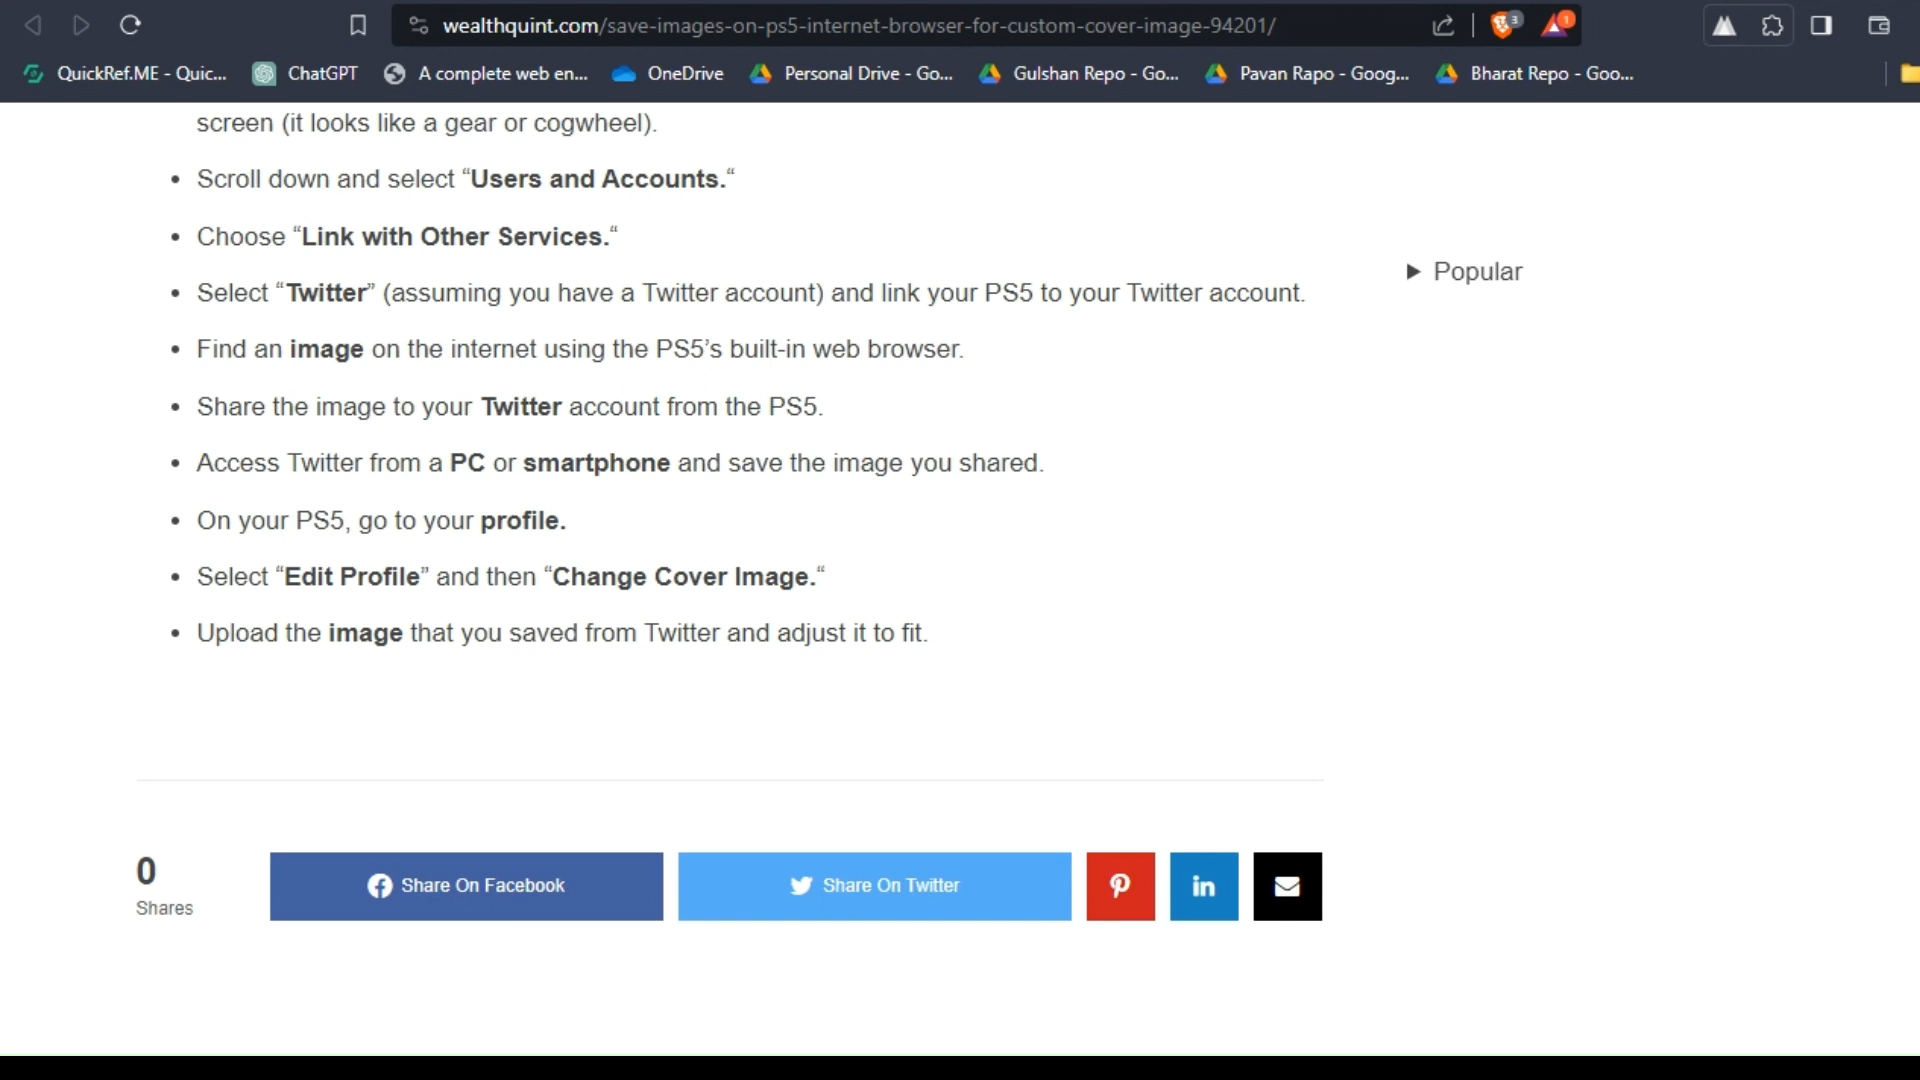 wealthquint.com/save-images-on-ps5-internet-browser-for-custom-cover-image-94201/
3
1
QuickRef.ME - Quic...
ChatGPT
A complete web en...
OneDrive
Personal Drive - Go...
Gulshan Repo - Go...
Pavan Rapo - Goog...
Bharat Repo - Goo...
screen (it looks like a gear or cogwheel).
• Scroll down and select “Users and Accounts.“
• Choose “Link with Other Services.“
• Select “Twitter” (assuming you have a Twitter account) and link your PS5 to your Twitter account.
• Find an image on the internet using the PS5’s built-in web browser.
• Share the image to your Twitter account from the PS5.
• Access Twitter from a PC or smartphone and save the image you shared.
• On your PS5, go to your profile.
• Select “Edit Profile” and then “Change Cover Image.“
• Upload the image that you saved from Twitter and adjust it to fit.
Popular
0
Shares
Share On Facebook
Share On Twitter